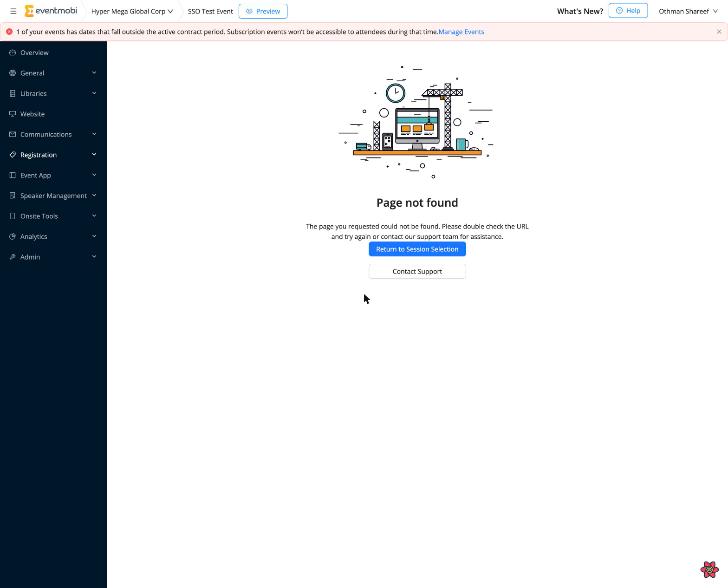 eventmobi
Hyper Mega Global Corp
SSO Test Event
Preview
What's New?
Help
Othman Shareef
1 of your events has dates that fall outside the active contract period. Subscription events won't be accessible to attendees during that time.Manage Events
Overview
General
Libraries
Website
Communications
Registration
Event App
Speaker Management
Onsite Tools
Analytics
Admin
Page not found
The page you requested could not be found. Please double check the URL
and try again or contact our support team for assistance.
Return to Session Selection
Contact Support